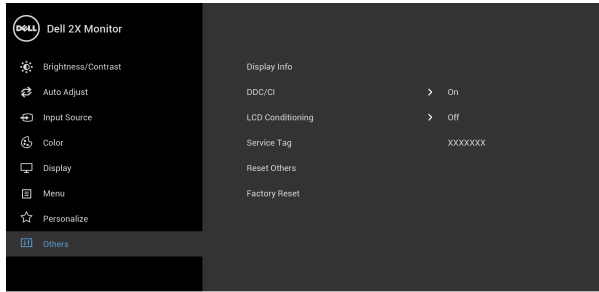 DELL Dell 2X Monitor
Brightness/Contrast
Display Info
Auto Adjust
DDC/CI > On
Input Source
LCD Conditioning > Off
Color
Service Tag XXXXXXX
Display
Reset Others
Menu
Factory Reset
Personalize
Others